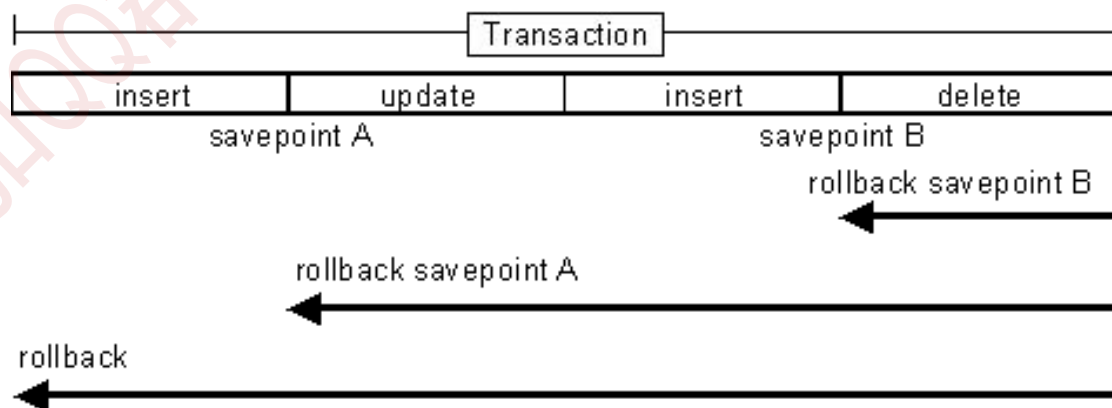 Transaction
insert update insert delete
savepoint A savepoint B
rollback savepoint B
rollback savepoint A
rollback